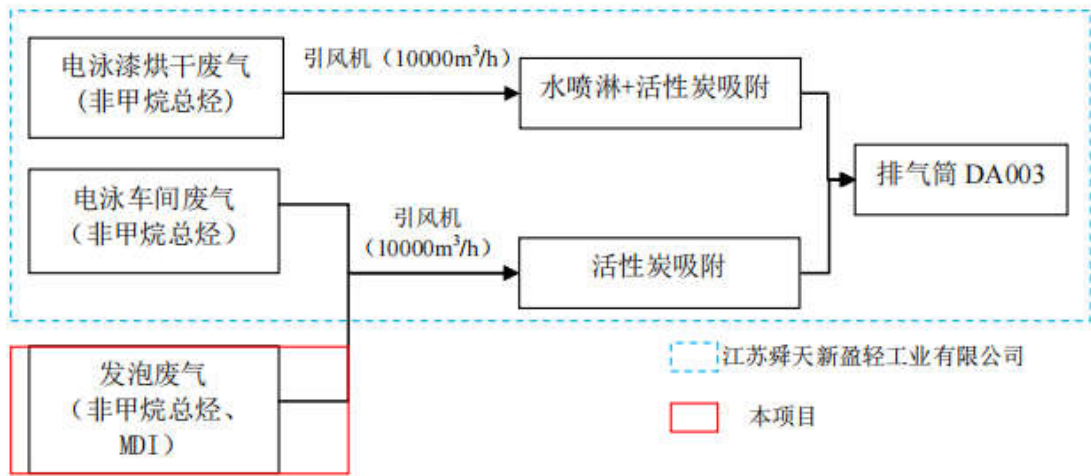 电泳漆烘干废气
(非甲烷总烃)
引风机（10000m³/h）
水喷淋+活性炭吸附
排气筒 DA003
电泳车间废气
（非甲烷总烃）
引风机
（10000m³/h）
活性炭吸附
发泡废气
（非甲烷总烃、
MDI）
江苏舜天新盈轻工业有限公司
本项目